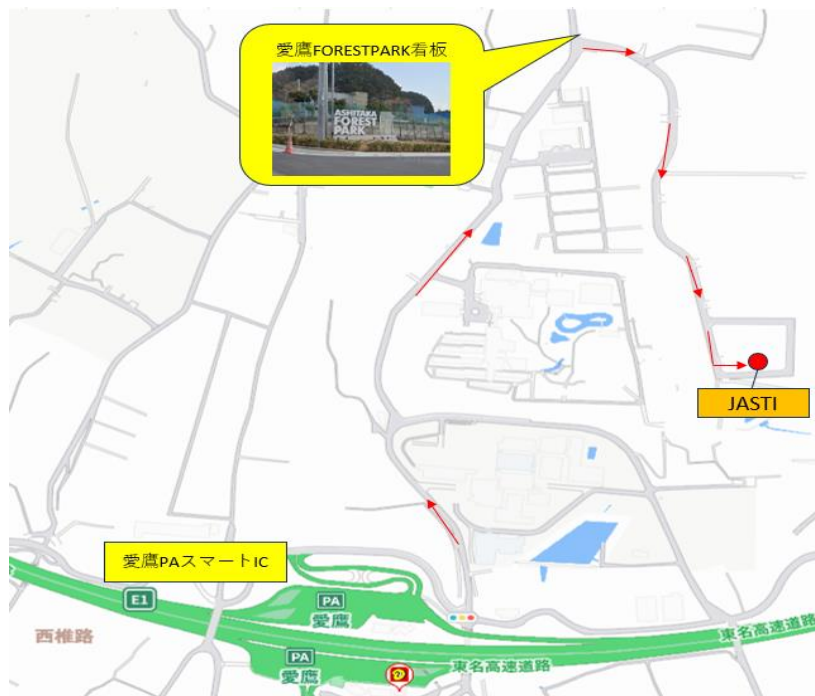 愛鷹FORESTPARK看板
ASHITAKA
FOREST
PARK
JASTI
愛鷹PAスマートIC
E1
PA
愛鷹
東名高速道路
西椎路
PA
愛鷹
東名高速道路